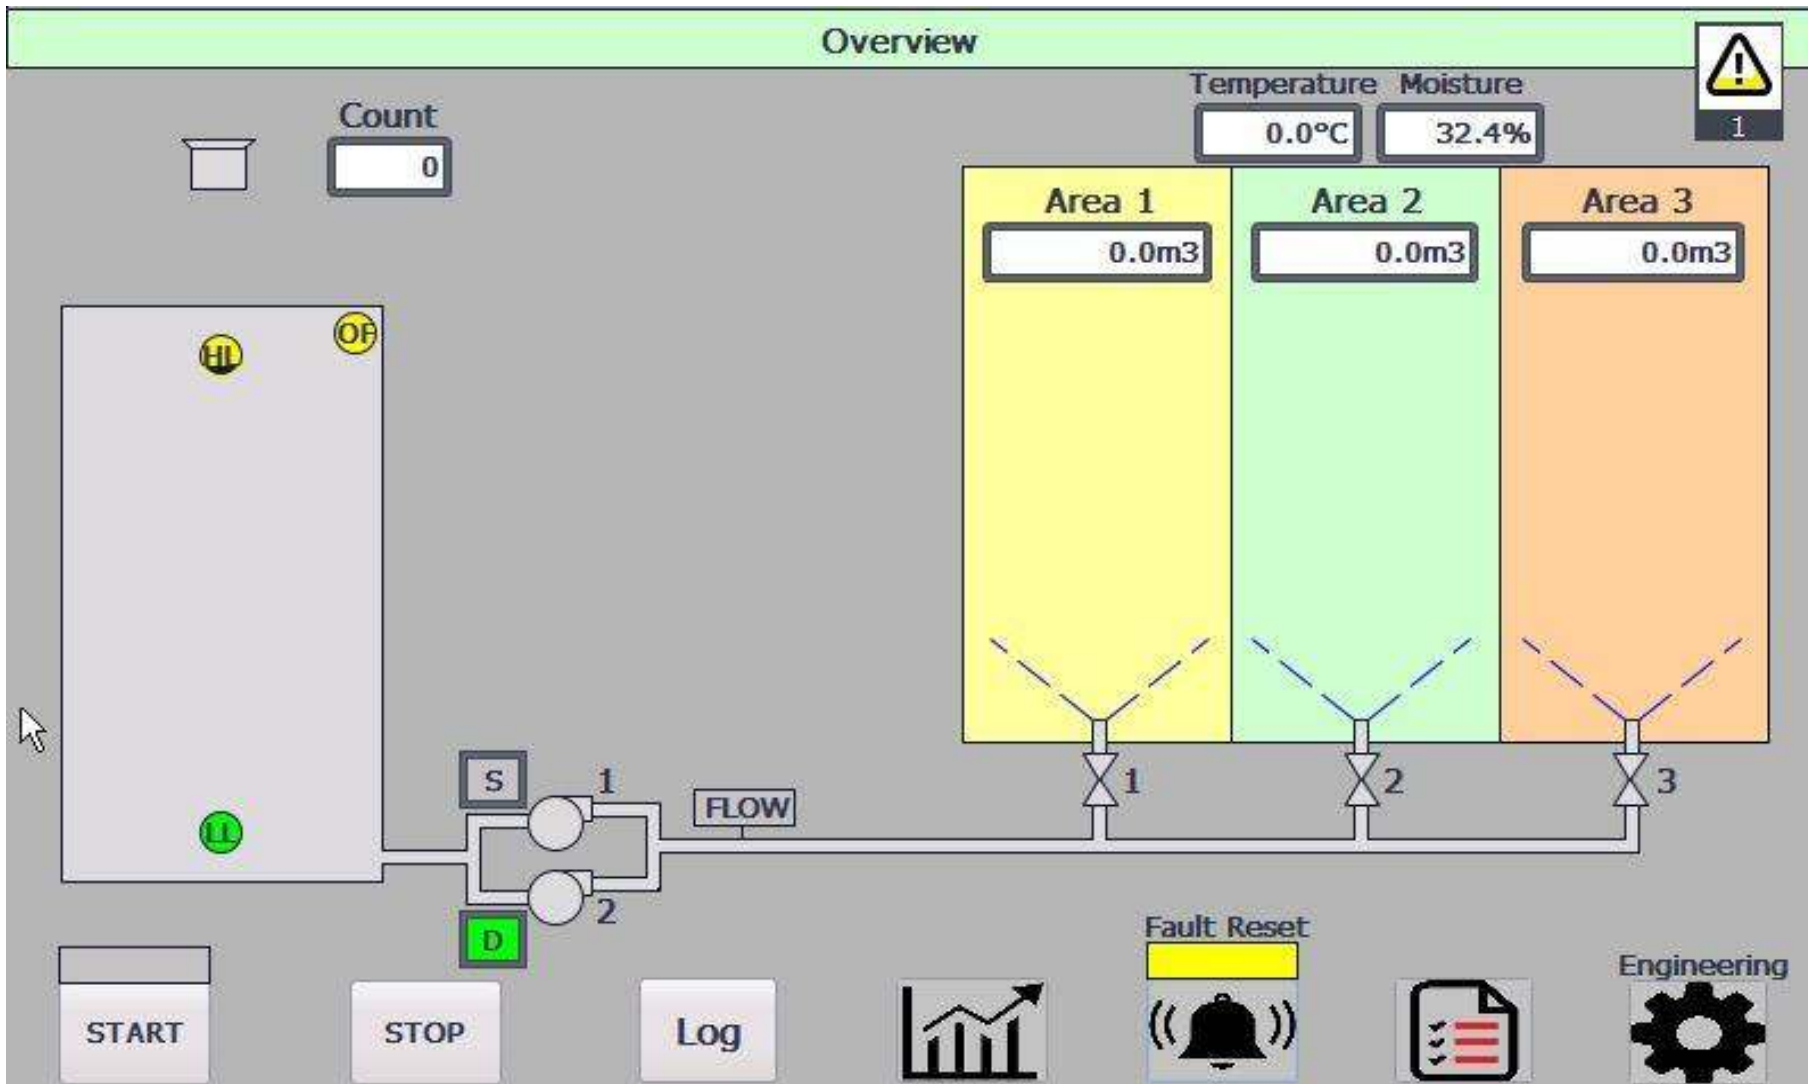 Overview
Temperature Moisture
0.0°C 32.4%
1
Count
0
Area 1 Area 2 Area 3
0.0m3 0.0m3 0.0m3
HL OF
LL
S 1
FLOW
1 2 3
2
D
Fault Reset
Engineering
START STOP Log